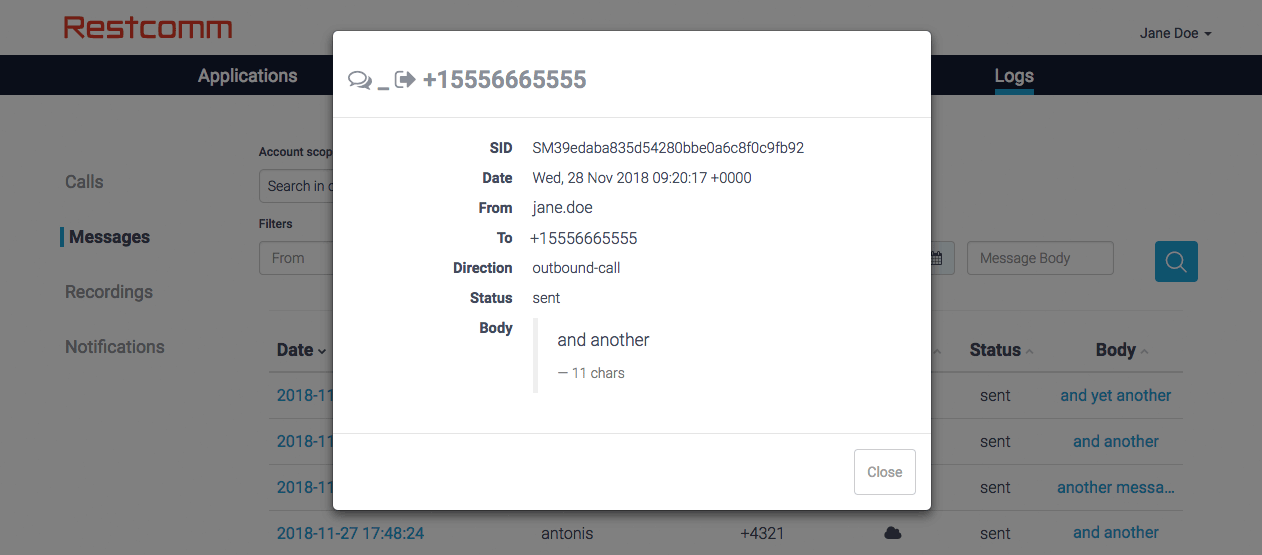 Restcomm
Jane Doe
Applications
Logs
_ +15556665555
SID SM39edaba835d54280bbe0a6c8f0c9fb92
Date Wed, 28 Nov 2018 09:20:17 +0000
From jane.doe
To +15556665555
Direction outbound-call
Status sent
Body and another
— 11 chars
Close
Calls
Messages
Recordings
Notifications
Account scop
Search in
Filters
From
Message Body
Date Status Body
2018-11 sent and yet another
2018-11 sent and another
2018-11 sent another messa...
2018-11-27 17:48:24 antonis +4321 sent and another